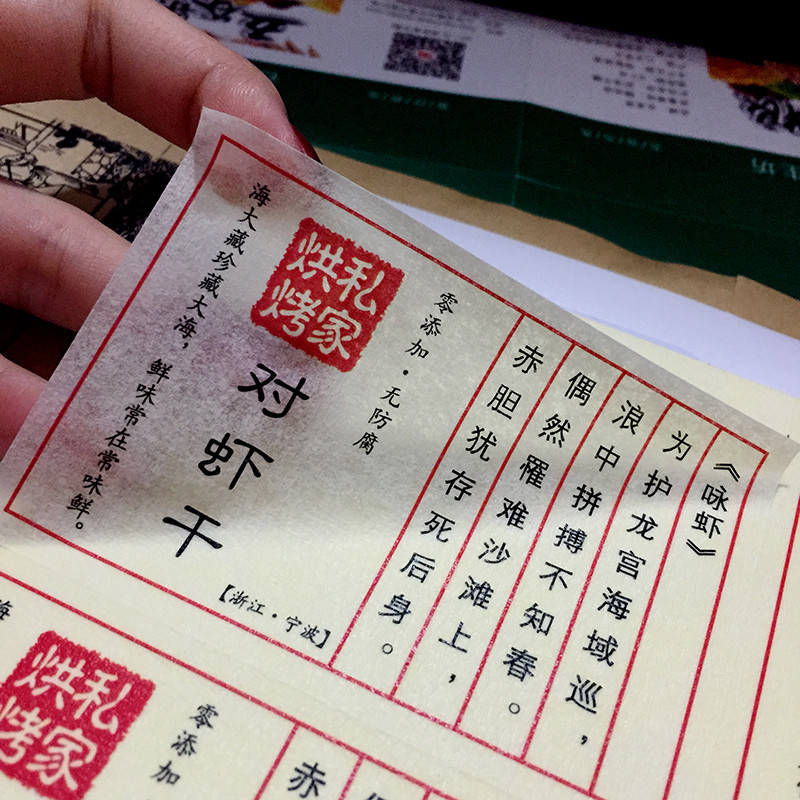 《咏虾》
为护龙宫海域巡，
浪中拼搏不知春。
偶然罹难沙滩上，
赤胆犹存死后身。
零添加·无防腐
私家
烘烤
对虾干
【浙江·宁波】
海大藏珍藏大海，鲜味常在常味鲜。
私家
烘烤
零添加
赤